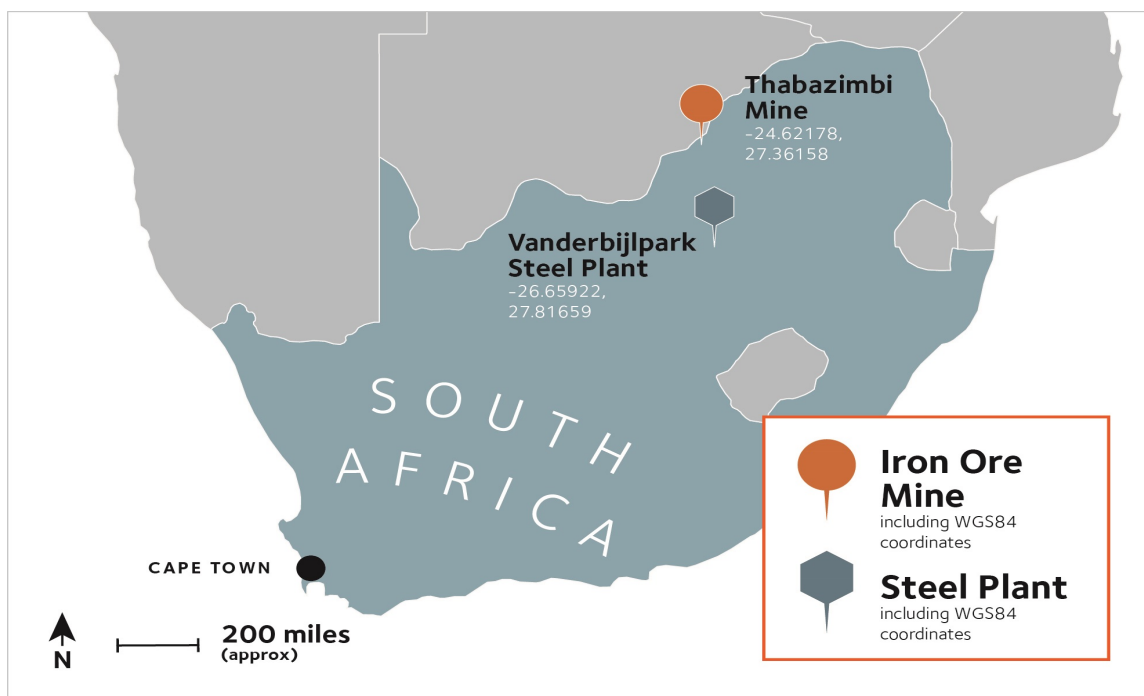 Thabazimbi
Mine
-24.62178,
27.36158
Vanderbijlpark
Steel Plant
-26.65922,
27.81659
SOUTH
AFRICA
CAPE TOWN
N
200 miles
(approx)
Iron Ore
Mine
including WGS84
coordinates
Steel Plant
including WGS84
coordinates